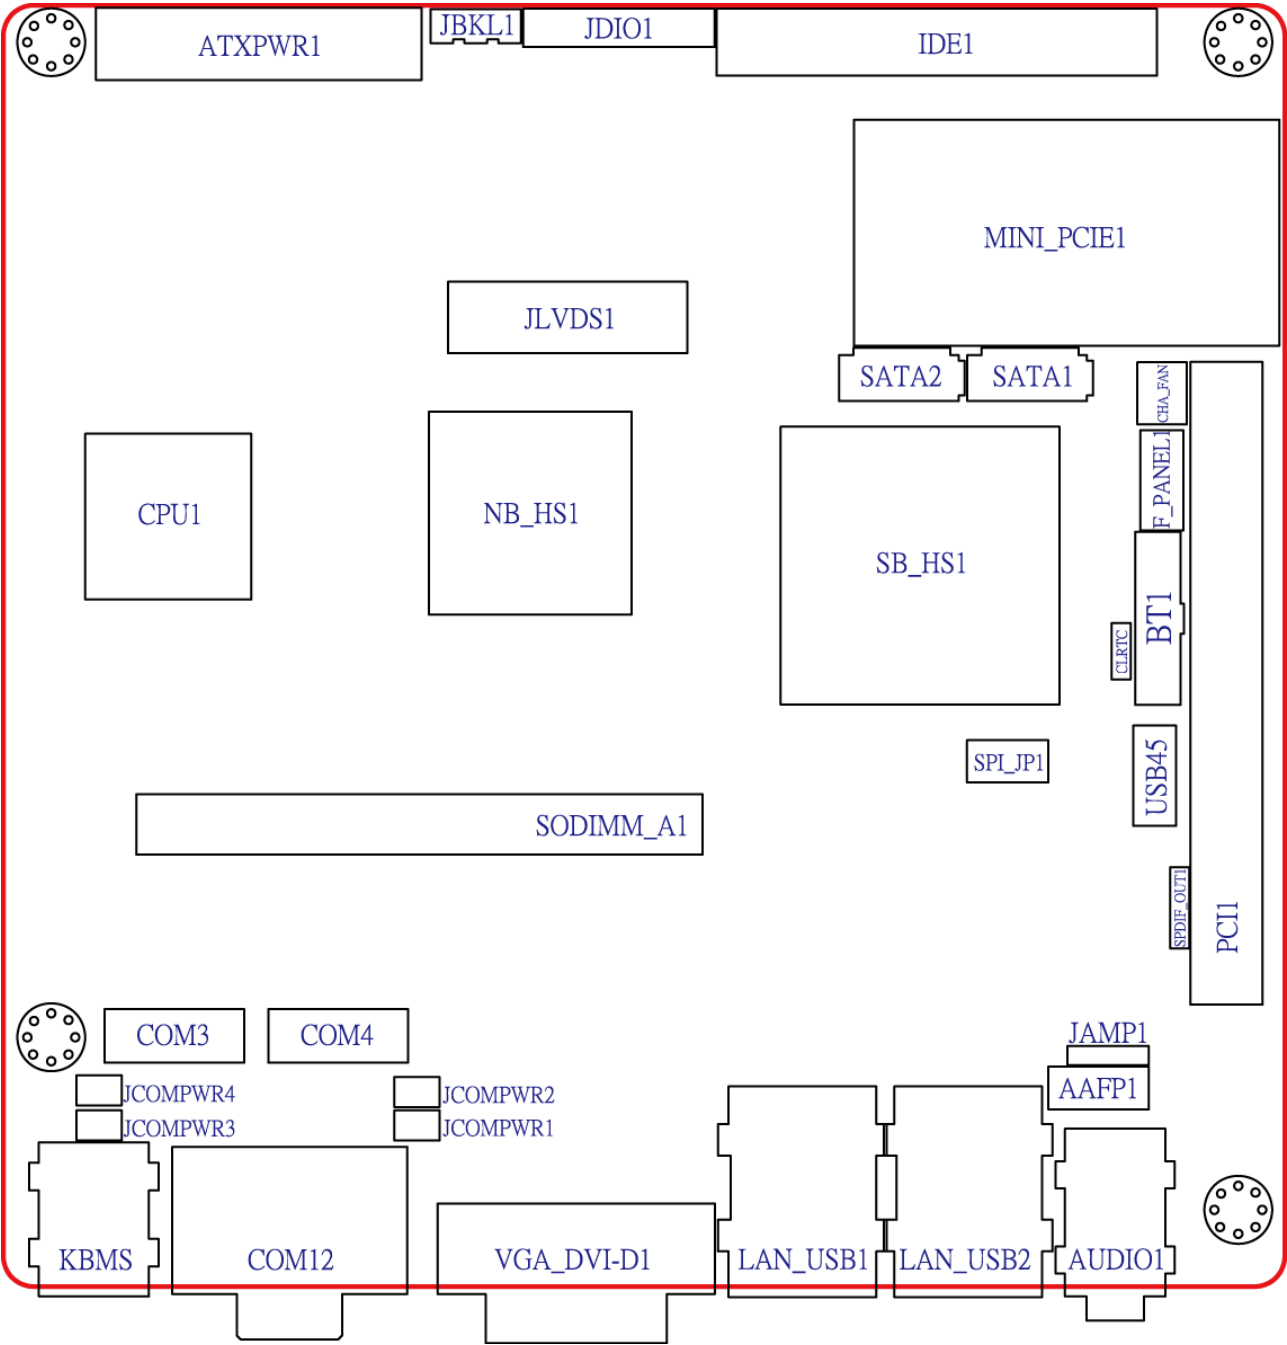 ATXPWR1
JBKL1
JDIO1
IDE1
MINI_PCIE1
JLVDS1
SATA2
SATA1
CHA_FAN
F_PANEL1
CPU1
NB_HS1
SB_HS1
BT1
CLRTC
SPI_JP1
USB45
SODIMM_A1
SPDIF_OUT1
PCI1
COM3
COM4
JAMP1
AAFP1
JCOMPWR4
JCOMPWR2
JCOMPWR3
JCOMPWR1
KBMS
COM12
VGA_DVI-D1
LAN_USB1
LAN_USB2
AUDIO1